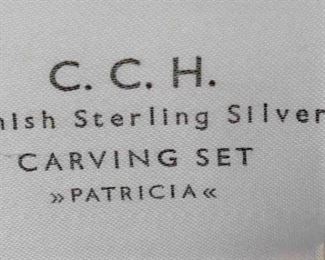 C. C. H.
nish Sterling Silver
CARVING SET
»PATRICIA«